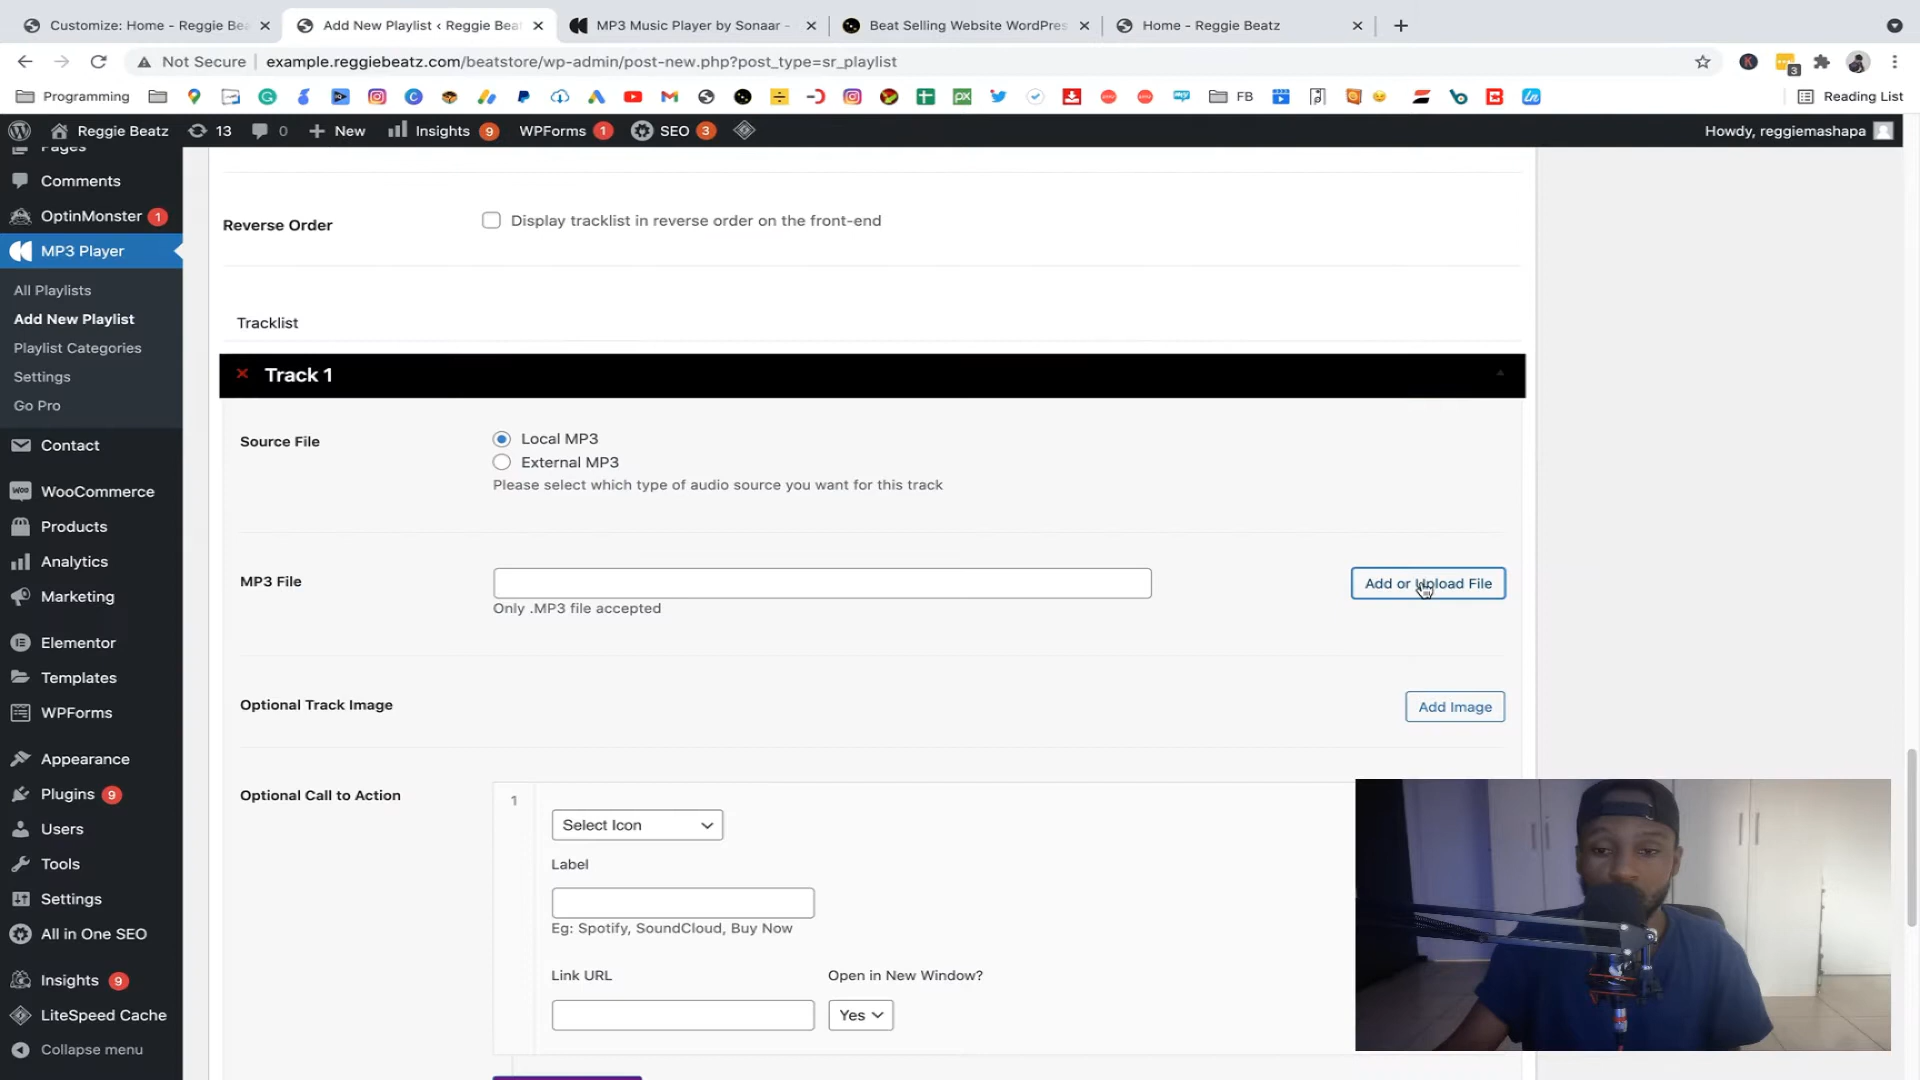 Customize: Home - Reggie Bea
Add New Playlist ‹ Reggie Beat
MP3 Music Player by Sonaar -
Beat Selling Website WordPres
Home - Reggie Beatz
Not Secure
example.reggiebeatz.com/beatstore/wp-admin/post-new.php?post_type=sr_playlist
3
Programming
FB
Reading List
Reggie Beatz
13
0
New
Insights 9
WPForms 1
SEO 3
Howdy, reggiemashapa
Pages
Comments
OptinMonster 1
MP3 Player
All Playlists
Add New Playlist
Playlist Categories
Settings
Go Pro
Contact
WooCommerce
Products
Analytics
Marketing
Elementor
Templates
WPForms
Appearance
Plugins 9
Users
Tools
Settings
All in One SEO
Insights 9
LiteSpeed Cache
Collapse menu
Reverse Order
Display tracklist in reverse order on the front-end
Tracklist
Track 1
Source File
Local MP3
External MP3
Please select which type of audio source you want for this track
MP3 File
Add or Upload File
Only .MP3 file accepted
Optional Track Image
Add Image
Optional Call to Action
1
Select Icon
Label
Eg: Spotify, SoundCloud, Buy Now
Link URL
Open in New Window?
Yes